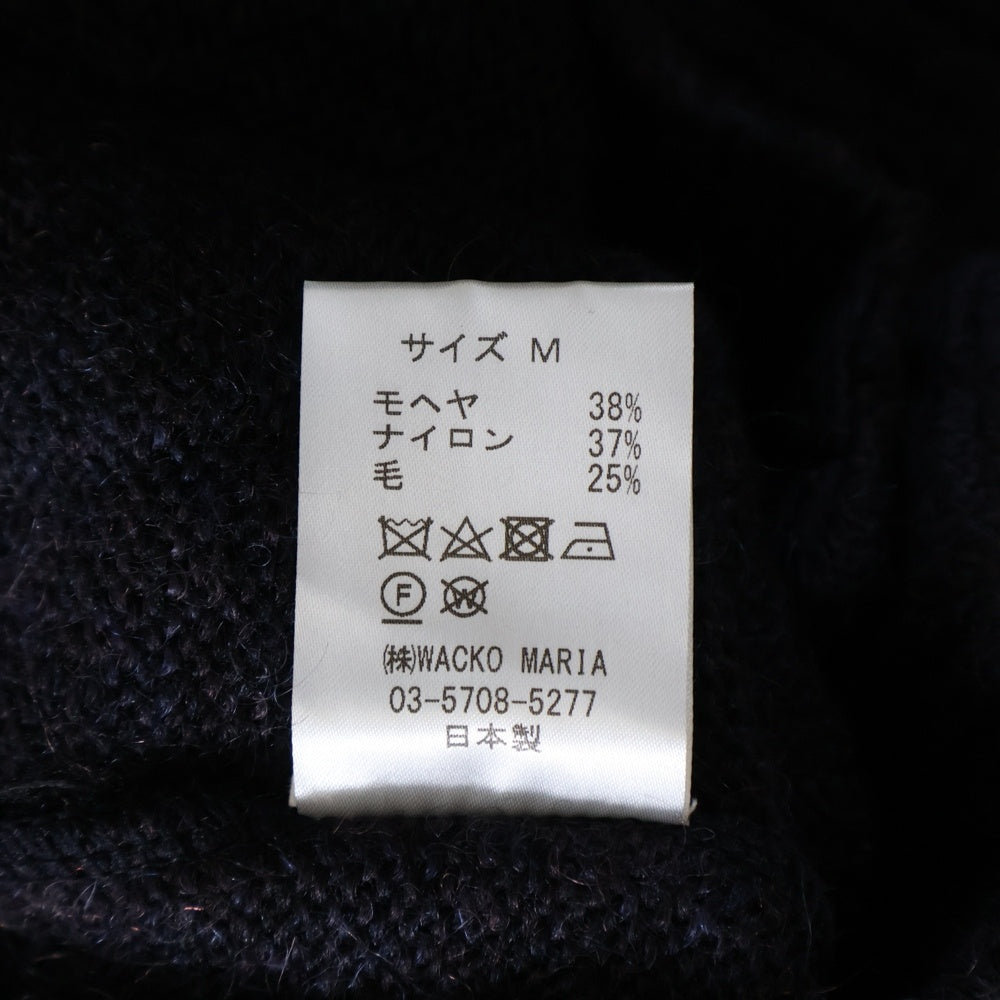 サイズ M
モヘヤ 38%
ナイロン 37%
毛 25%
F
W
㈱WACKO MARIA
03-5708-5277
日本製